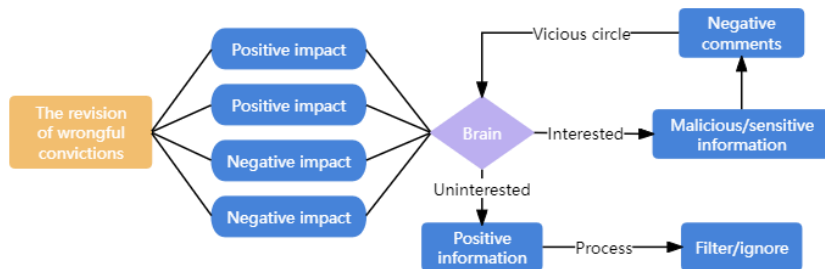 The revision
of wrongful
convictions
Positive impact
Positive impact
Negative impact
Negative impact
Brain
Interested
Malicious/sensitive
information
Negative
comments
Vicious circle
Uninterested
Positive
information
Process
Filter/ignore